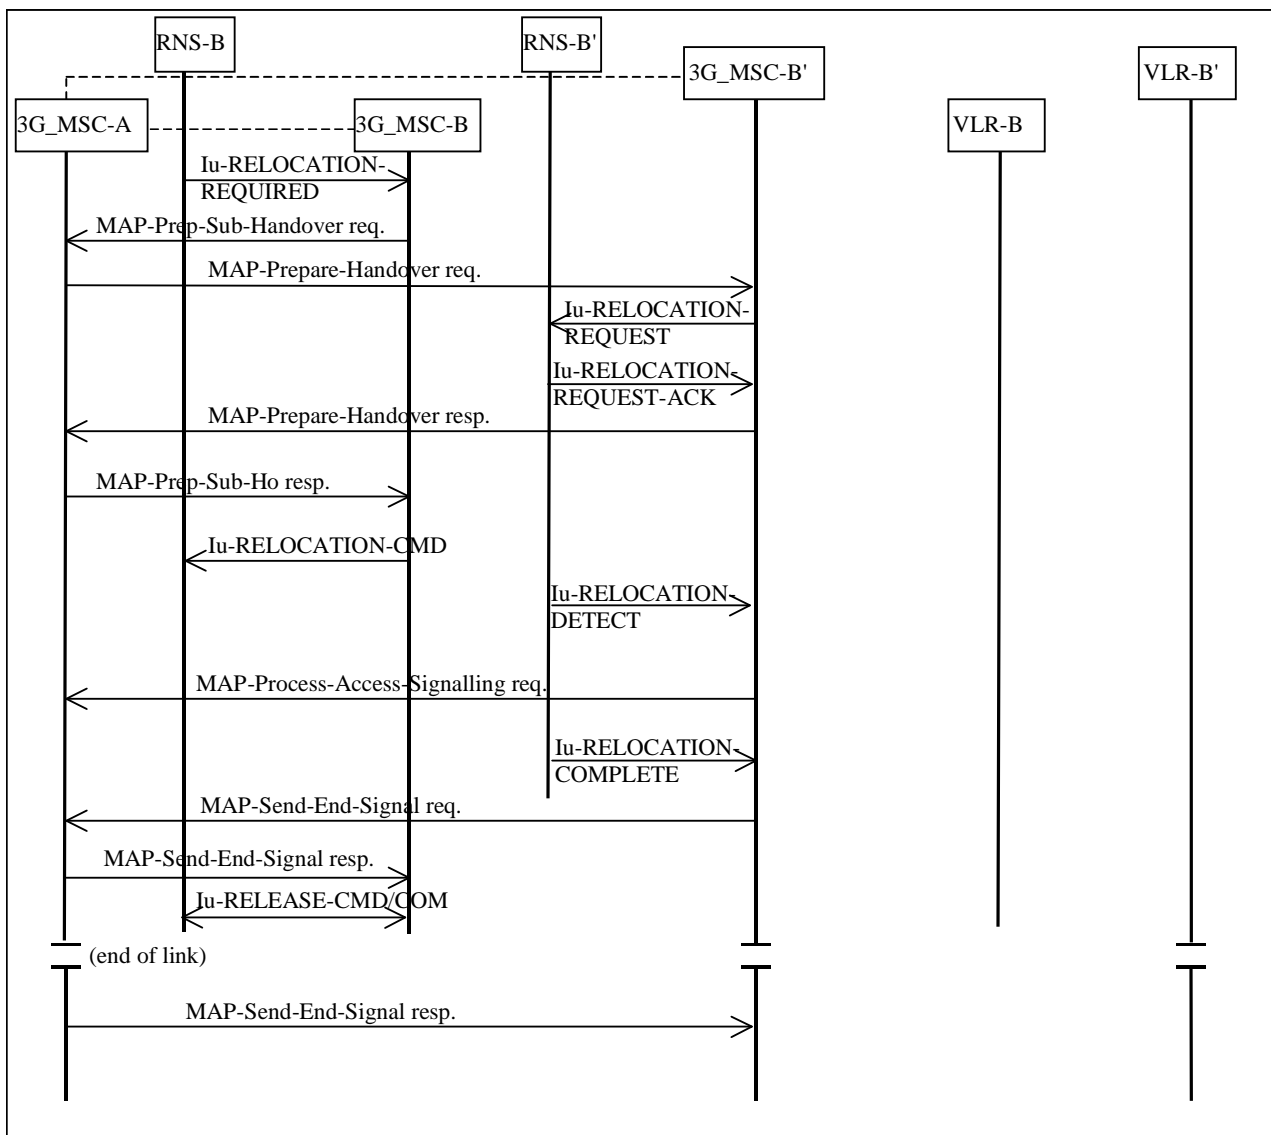 RNS-B
RNS-B'
3G_MSC-B'
VLR-B'
3G_MSC-A
3G_MSC-B
VLR-B
Iu-RELOCATION-
REQUIRED
MAP-Prep-Sub-Handover req.
MAP-Prepare-Handover req.
Iu-RELOCATION-
REQUEST
Iu-RELOCATION-
REQUEST-ACK
MAP-Prepare-Handover resp.
MAP-Prep-Sub-Ho resp.
Iu-RELOCATION-CMD
Iu-RELOCATION-
DETECT
MAP-Process-Access-Signalling req.
Iu-RELOCATION-
COMPLETE
MAP-Send-End-Signal req.
MAP-Send-End-Signal resp.
Iu-RELEASE-CMD/COM
(end of link)
MAP-Send-End-Signal resp.